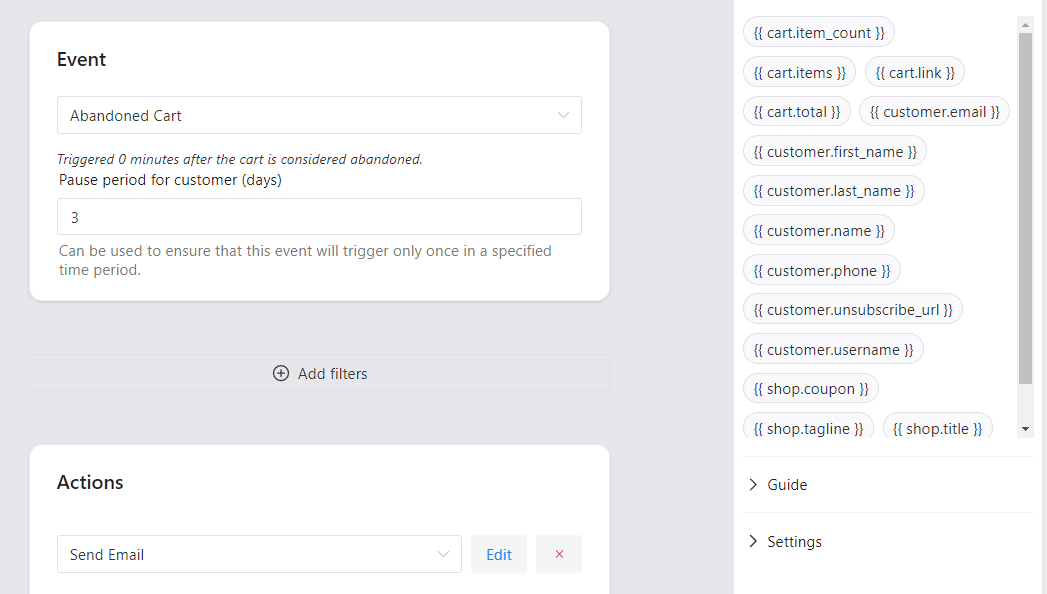 Event
Abandoned Cart
Triggered 0 minutes after the cart is considered abandoned.
Pause period for customer (days)
3
Can be used to ensure that this event will trigger only once in a specified
time period.
Add filters
Actions
Send Email
Edit
×
{{ cart.item_count }}
{{ cart.items }} {{ cart.link }}
{{ cart.total }} {{ customer.email }}
{{ customer.first_name }}
{{ customer.last_name }}
{{ customer.name }}
{{ customer.phone }}
{{ customer.unsubscribe_url }}
{{ customer.username }}
{{ shop.coupon }}
{{ shop.tagline }} {{ shop.title }}
Guide
Settings